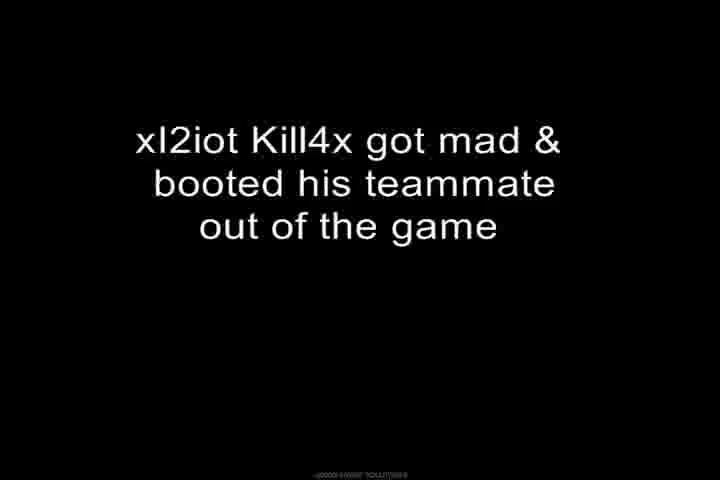 xI2iot Kill4x got mad &
booted his teammate
out of the game